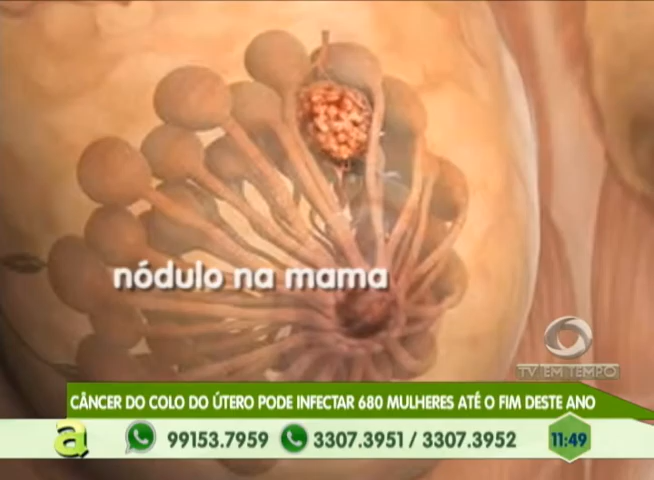 nódulo na mama
TV EM TEMPO
CÂNCER DO COLO DO ÚTERO PODE INFECTAR 680 MULHERES ATÉ O FIM DESTE ANO
a 99153.7959 3307.3951 / 3307.3952 11:49